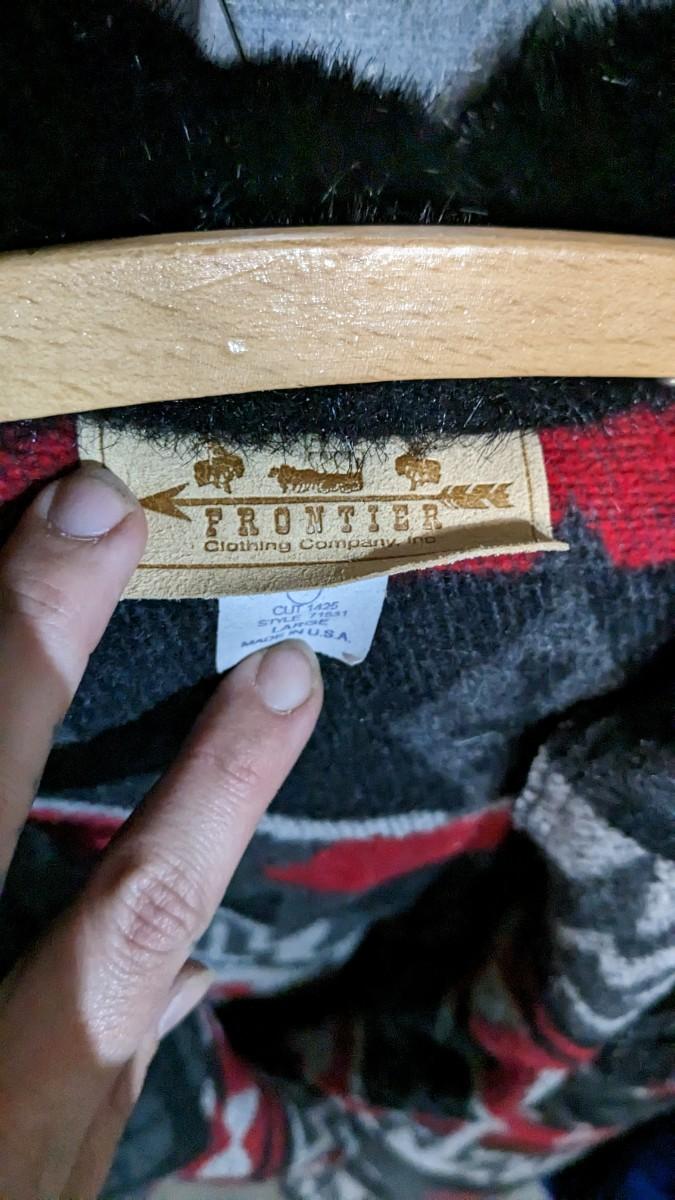 FRONTIER
Clothing Company, Inc
CUT 1425
STYLE 71531
LARGE
MADE IN U.S.A.